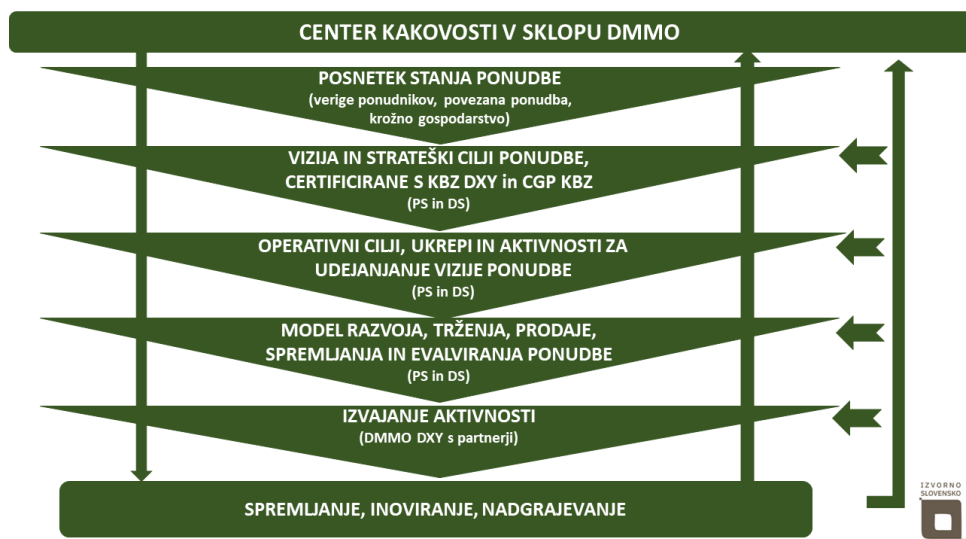 CENTER KAKOVOSTI V SKLOPU DMMO
POSNETEK STANJA PONUDBE
(verige ponudnikov, povezana ponudba,
krožno gospodarstvo)
VIZIJA IN STRATEŠKI CILJI PONUDBE,
CERTIFICIRANE S KBZ DXY in CGP KBZ
(PS in DS)
OPERATIVNI CILJI, UKREPI IN AKTIVNOSTI ZA
UDEJANJANJE VIZIJE PONUDBE
(PS in DS)
MODEL RAZVOJA, TRŽENJA, PRODAJE,
SPREMLJANJA IN EVALVIRANJA PONUDBE
(PS in DS)
IZVAJANJE AKTIVNOSTI
(DMMO DXY s partnerji)
SPREMLJANJE, INOVIRANJE, NADGRAJEVANJE
IZVORNO
SLOVENSKO